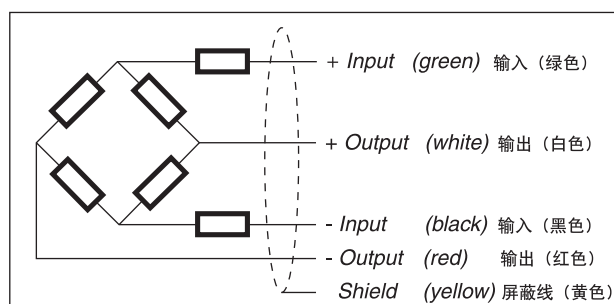 + Input (green) 输入（绿色）
+ Output (white) 输出（白色）
- Input (black) 输入（黑色）
- Output (red) 输出（红色）
Shield (yellow) 屏蔽线（黄色）